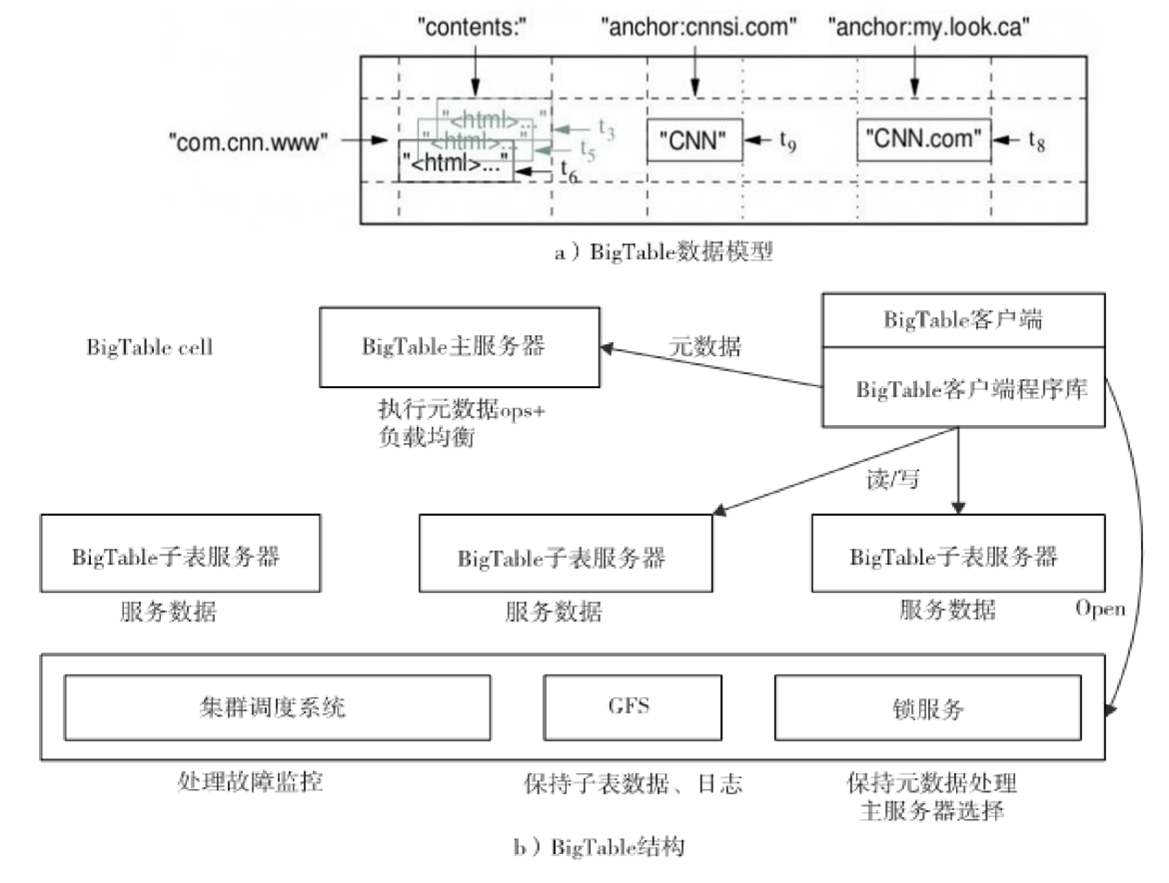 "contents:" "anchor:cnnsi.com" "anchor:my.look.ca"
"<html>..." t3
"com.cnn.www" "<html>..." t5 "CNN" t9 "CNN.com" t8
"<html>..." t6
a）BigTable数据模型
BigTable客户端
BigTable cell BigTable主服务器 元数据
BigTable客户端程序库
执行元数据ops+
负载均衡
读/写
BigTable子表服务器 BigTable子表服务器 BigTable子表服务器
服务数据 服务数据 服务数据 Open
集群调度系统 GFS 锁服务
处理故障监控 保持子表数据、日志 保持元数据处理
主服务器选择
b）BigTable结构